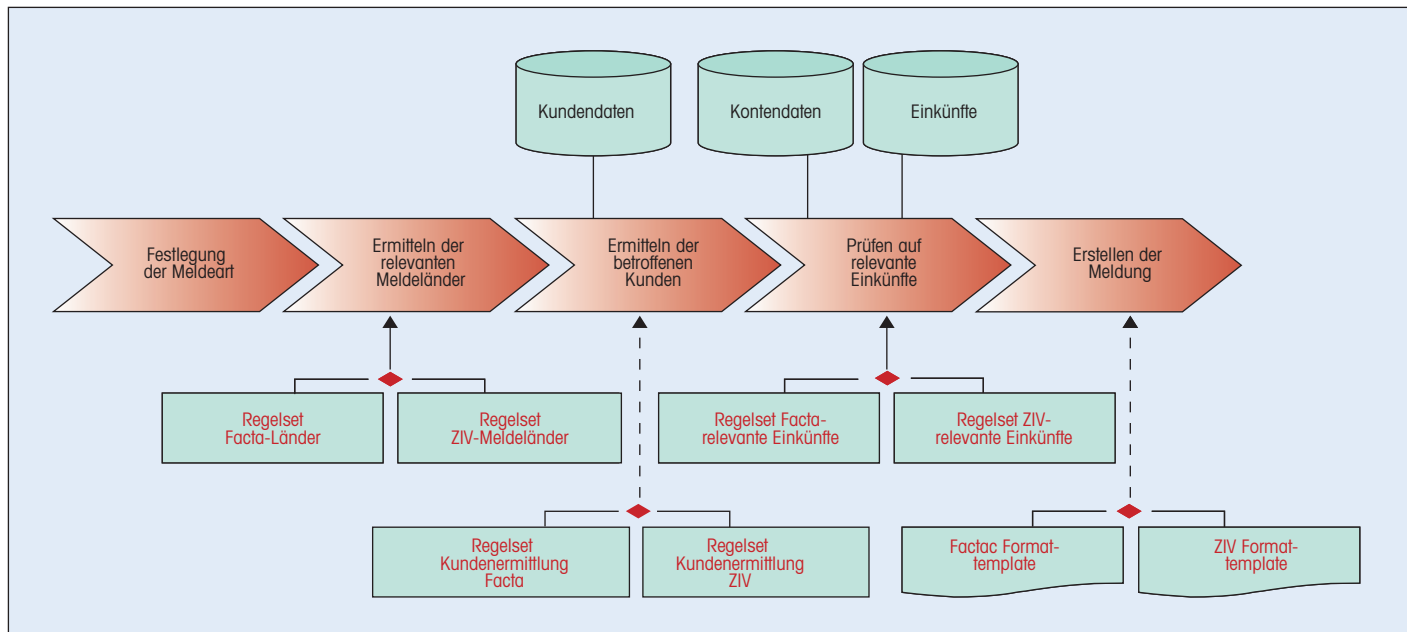 Kundendaten
Kontendaten
Einkünfte
Festlegung
der Meldeart
Ermitteln der
relevanten
Meldeländer
Ermitteln der
betroffenen
Kunden
Prüfen auf
relevante
Einkünfte
Erstellen der
Meldung
Regelset
Facta-Länder
Regelset
ZIV-Meldeländer
Regelset Facta-
relevante Einkünfte
Regelset ZIV-
relevante Einkünfte
Regelset
Kundenermittlung
Facta
Regelset
Kundenermittlung
ZIV
Factac Format-
template
ZIV Format-
template